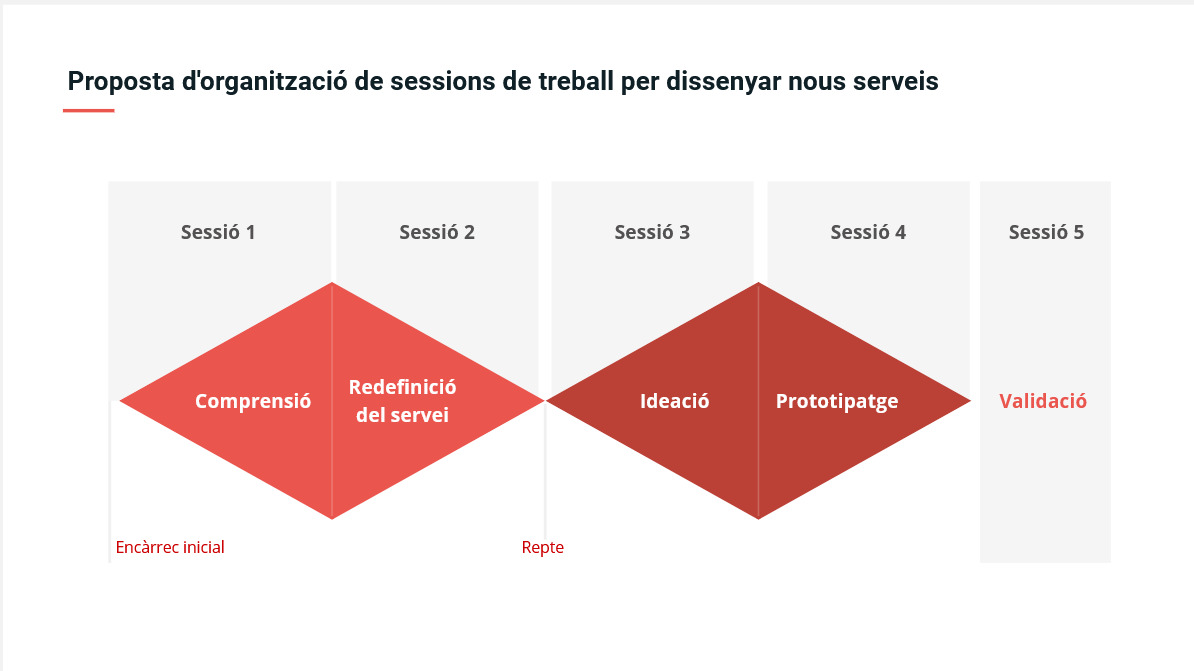 Proposta d'organització de sessions de treball per dissenyar nous serveis
Sessió 1
Sessió 2
Sessió 3
Sessió 4
Sessió 5
Comprensió
Redefinició
del servei
Ideació
Prototipatge
Validació
Encàrrec inicial
Repte